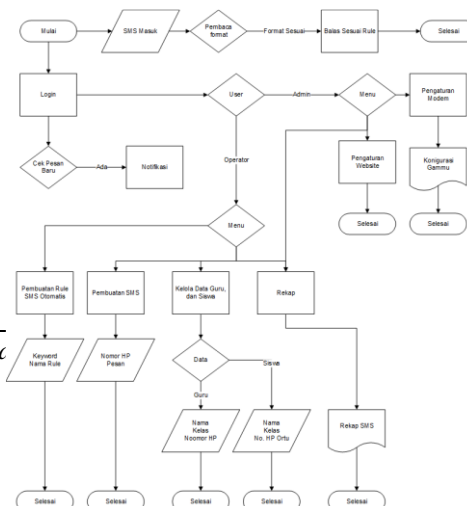 Mulai
SMS Masuk
Pembaca
format
Format Sesuai
Balas Sesuai Rule
Selesai
Login
User
Admin
Menu
Pengaturan
Modem
Cek Pesan
Baru
Ada
Notifikasi
Operator
Pengaturan
Website
Konigurasi
Gammu
Selesai
Selesai
Menu
Pembuatan Rule
SMS Otomatis
Pembuatan SMS
Kelola Data Guru,
dan Siswa
Rekap
Keyword
Nama Rule
Nomor HP
Pesan
Data
Siswa
Guru
Nama
Kelas
Noomor HP
Nama
Kelas
No. HP Ortu
Rekap SMS
Selesai
Selesai
Selesai
Selesai
Selesai